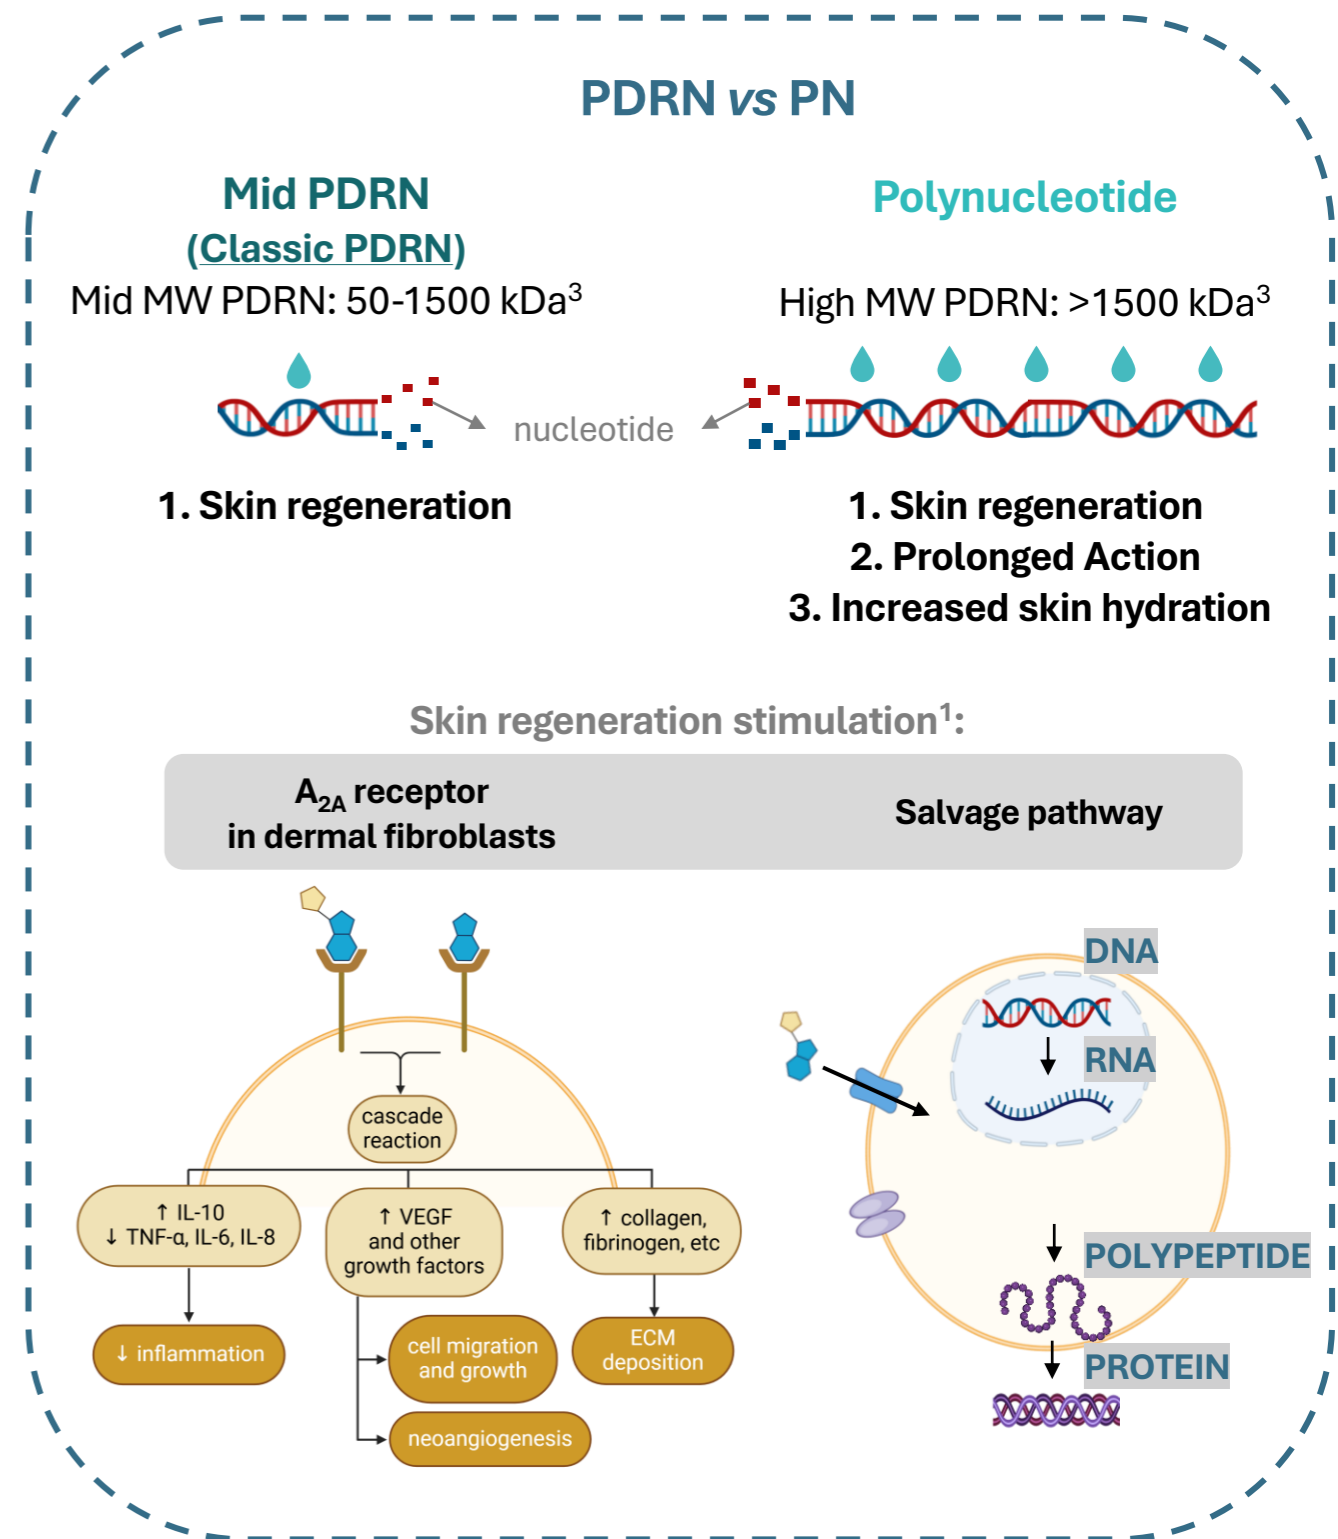 PDRN vs PN
Mid PDRN
(Classic PDRN)
Mid MW PDRN: 50-1500 kDa³
Polynucleotide
High MW PDRN: >1500 kDa³
nucleotide
1. Skin regeneration
1. Skin regeneration
2. Prolonged Action
3. Increased skin hydration
Skin regeneration stimulation¹:
A₂A receptor
in dermal fibroblasts
Salvage pathway
cascade
reaction
↑ IL-10
↓ TNF-α, IL-6, IL-8
↑ VEGF
and other
growth factors
↑ collagen,
fibrinogen, etc
↓ inflammation
cell migration
and growth
neoangiogenesis
ECM
deposition
DNA
RNA
POLYPEPTIDE
PROTEIN